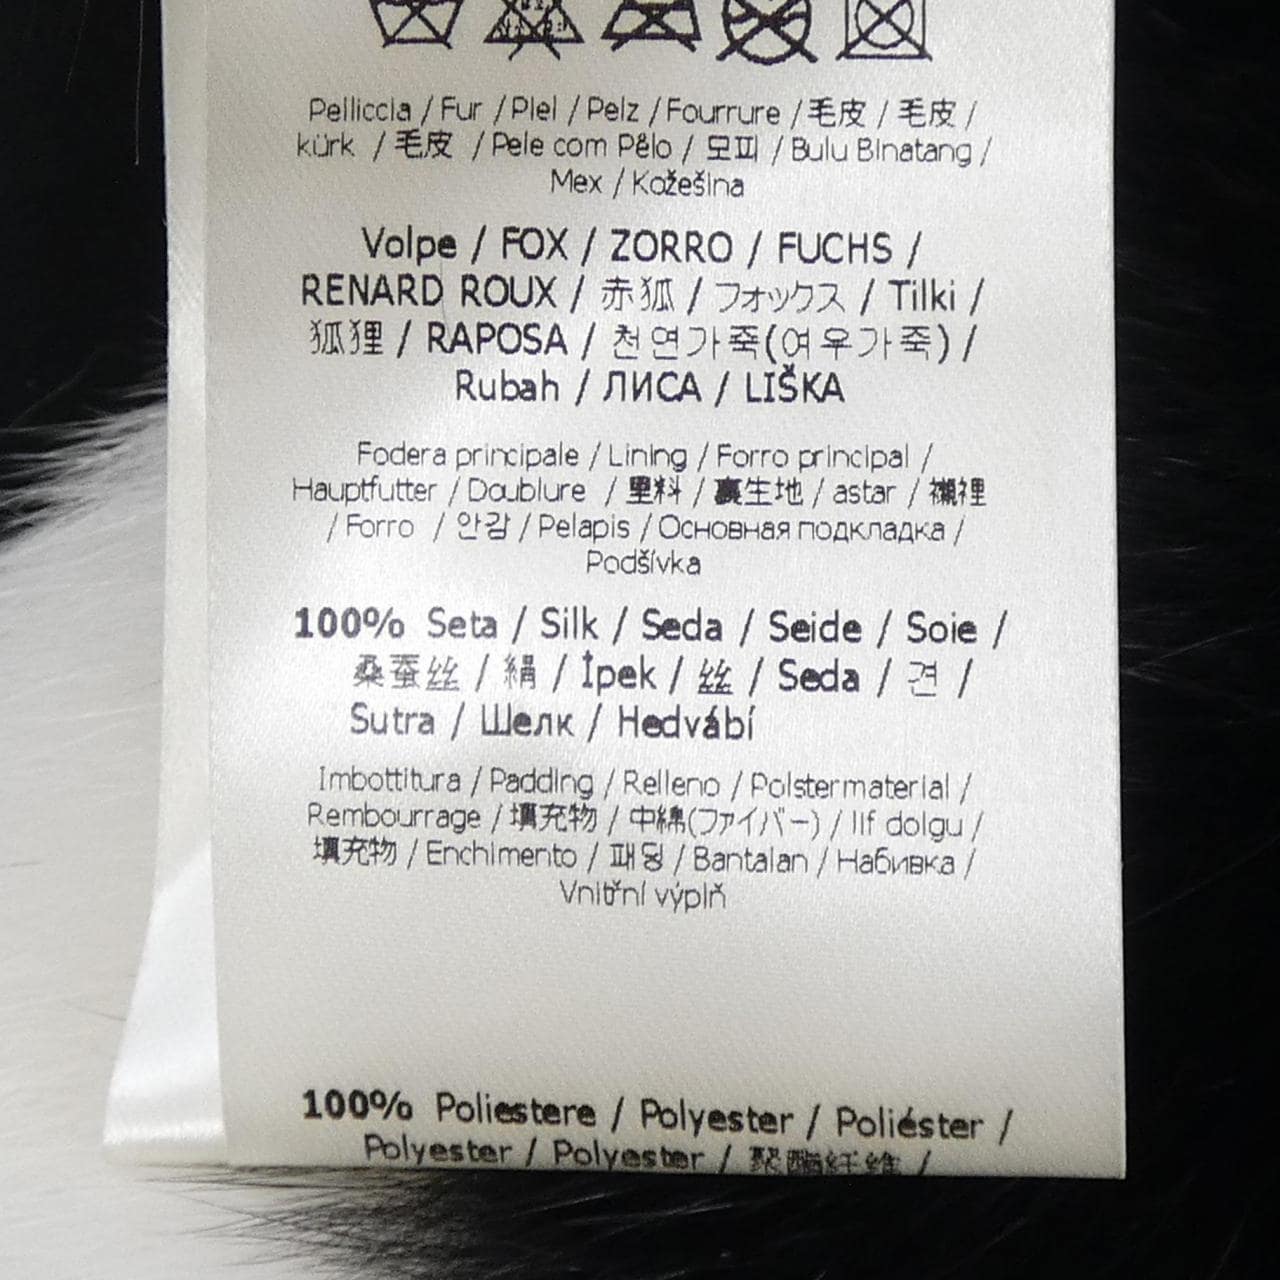 Pelliccia / Fur / Piel / Pelz / Fourrure / 毛皮 / 毛皮 /
kürk / 毛皮 / Pele com Pêlo / 모피 / Bulu Binatang /
Mex / Kožešina
Volpe / FOX / ZORRO / FUCHS /
RENARD ROUX / 赤狐 / フォックス / Tilki /
狐狸 / RAPOSA / 천연가죽(여우가죽) /
Rubah / ЛИСА / LIŠKA
Fodera principale / Lining / Forro principal /
Hauptfutter / Doublure / 里料 / 裏生地 / astar / 襯裡
/ Forro / 안감 / Pelapis / Основная подкладка /
Podšívka
100% Seta / Silk / Seda / Seide / Soie /
桑蚕丝 / 絹 / İpek / 丝 / Seda / 견 /
Sutra / Шелк / Hedvábí
Imbottitura / Padding / Relleno / Polstermaterial /
Rembourrage / 填充物 / 中綿(ファイバー) / Ilf dolgu /
填充物 / Enchimento / 패딩 / Bantalan / Набивка /
Vnitřní výplň
100% Poliestere / Polyester / Poliéster /
Polyester / Polyester / 聚酯纤维 /